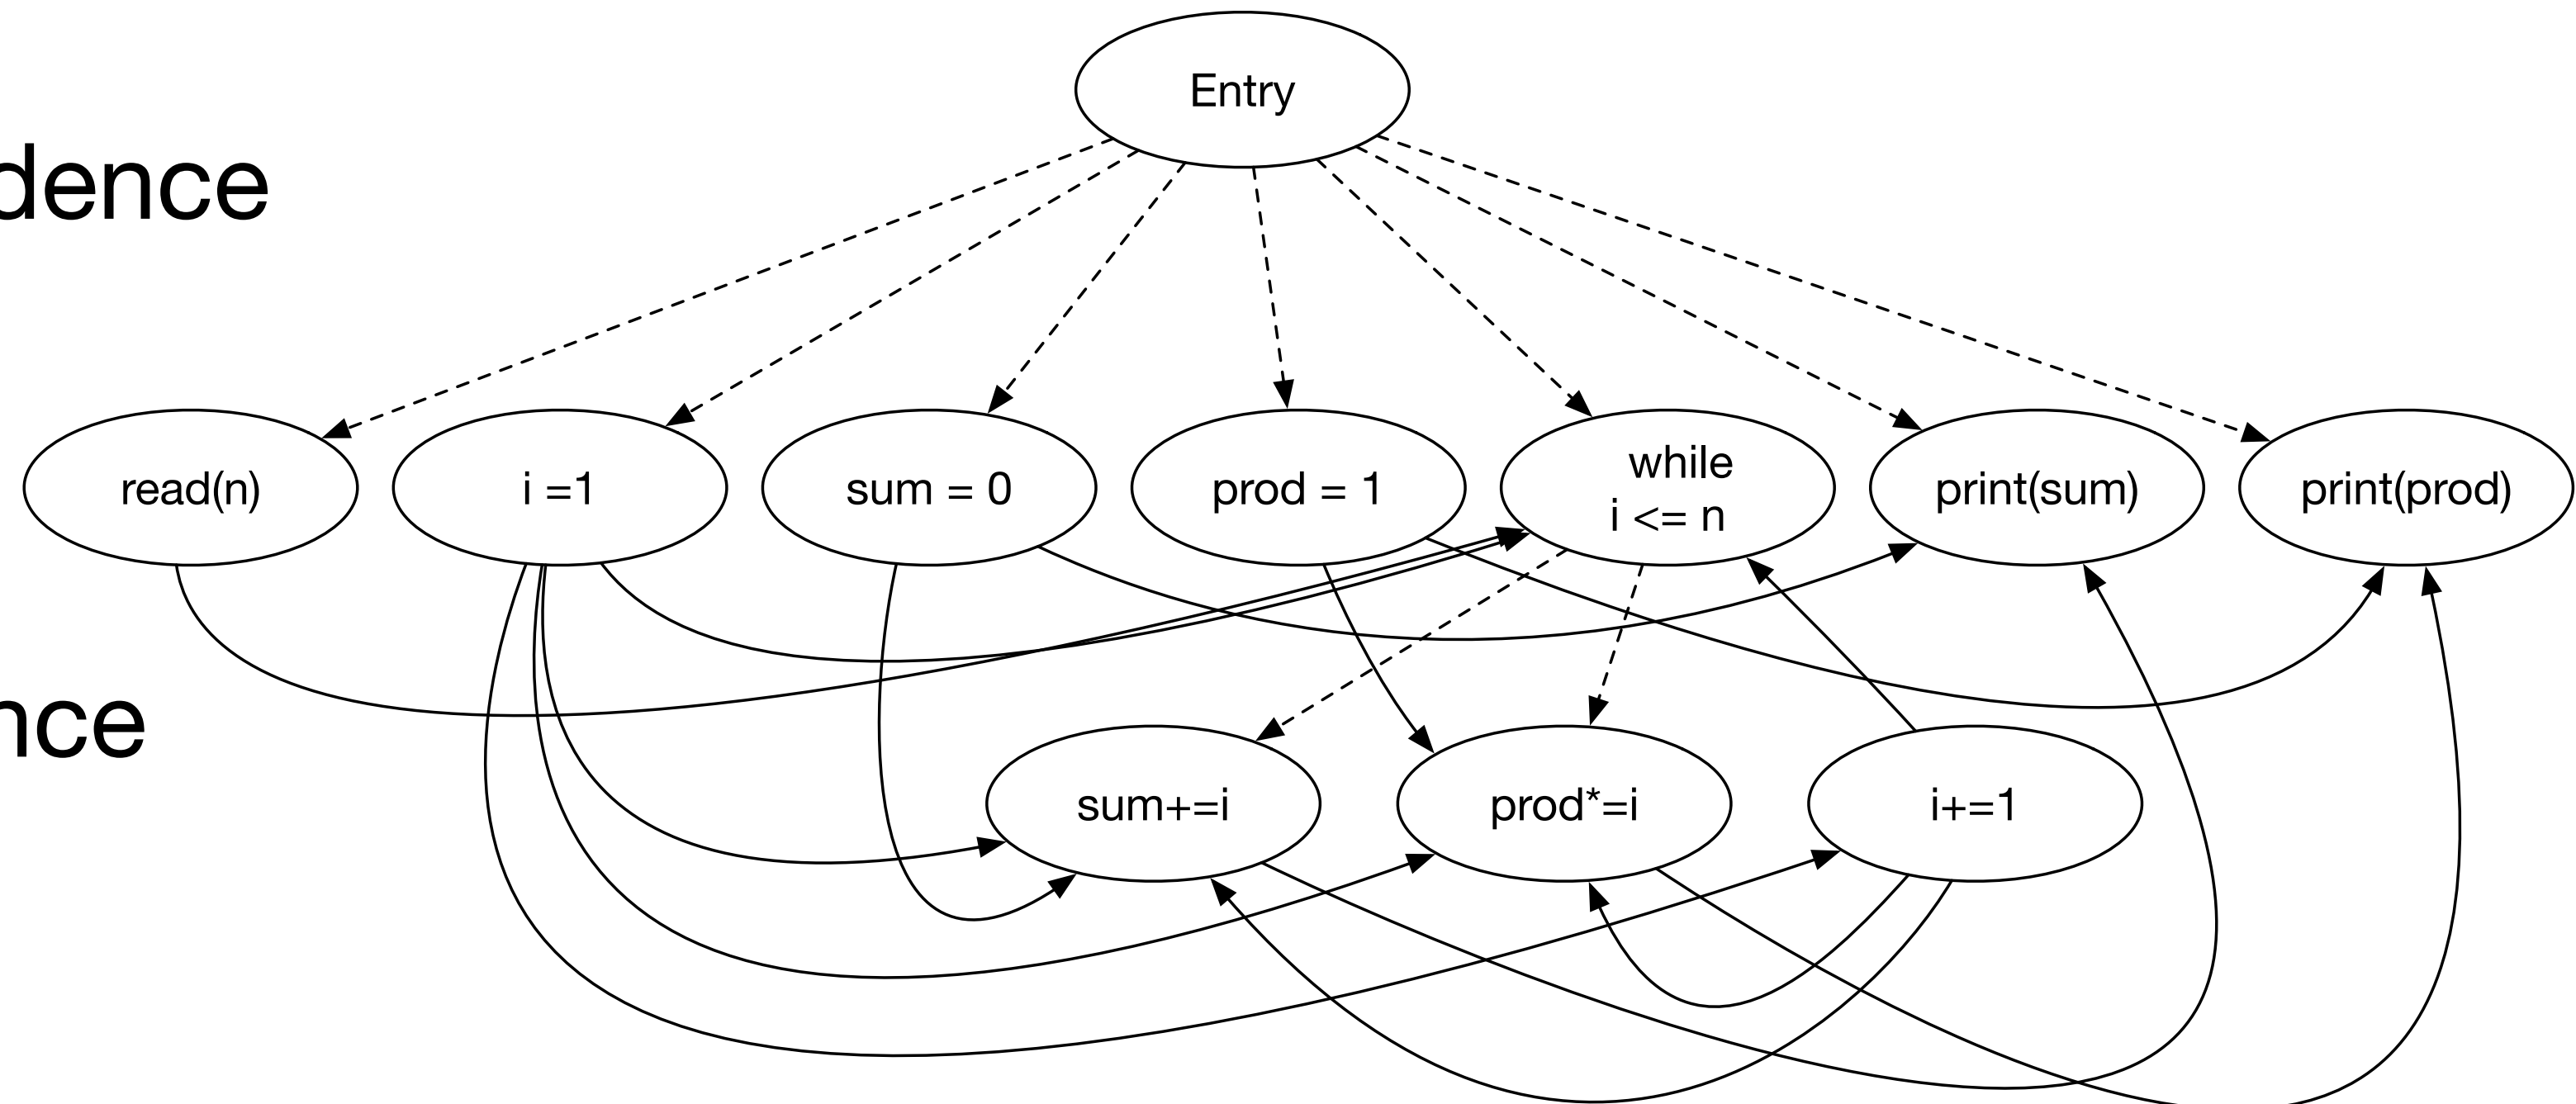 Entry
dence
read(n)
i =1
sum = 0
prod = 1
while
i <= n
print(sum)
print(prod)
nce
sum+=i
prod*=i
i+=1